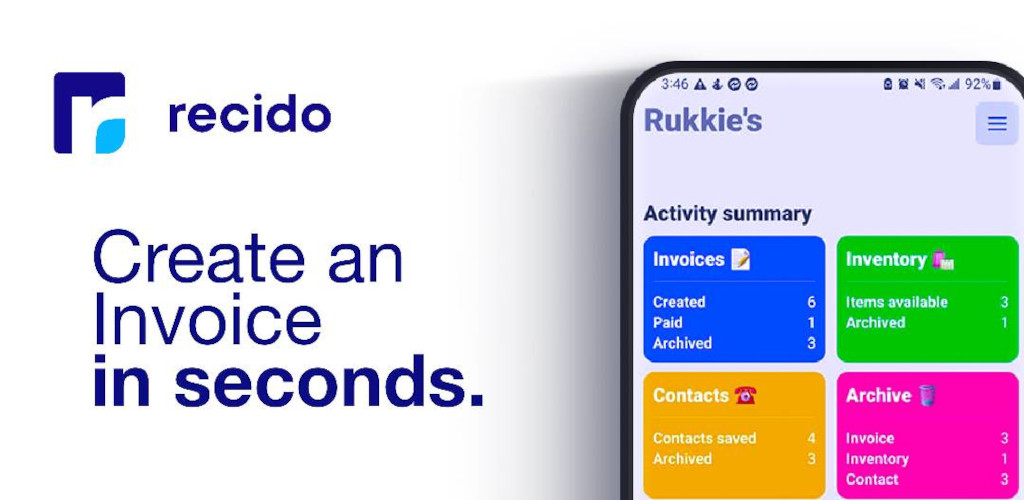 recido
Create an
Invoice
in seconds.
3:46
92%
Rukkie's
Activity summary
Invoices
Created 6
Paid 1
Archived 3
Inventory
Items available 3
Archived 1
Contacts
Contacts saved 4
Archived 3
Archive
Invoice 3
Inventory 1
Contact 3